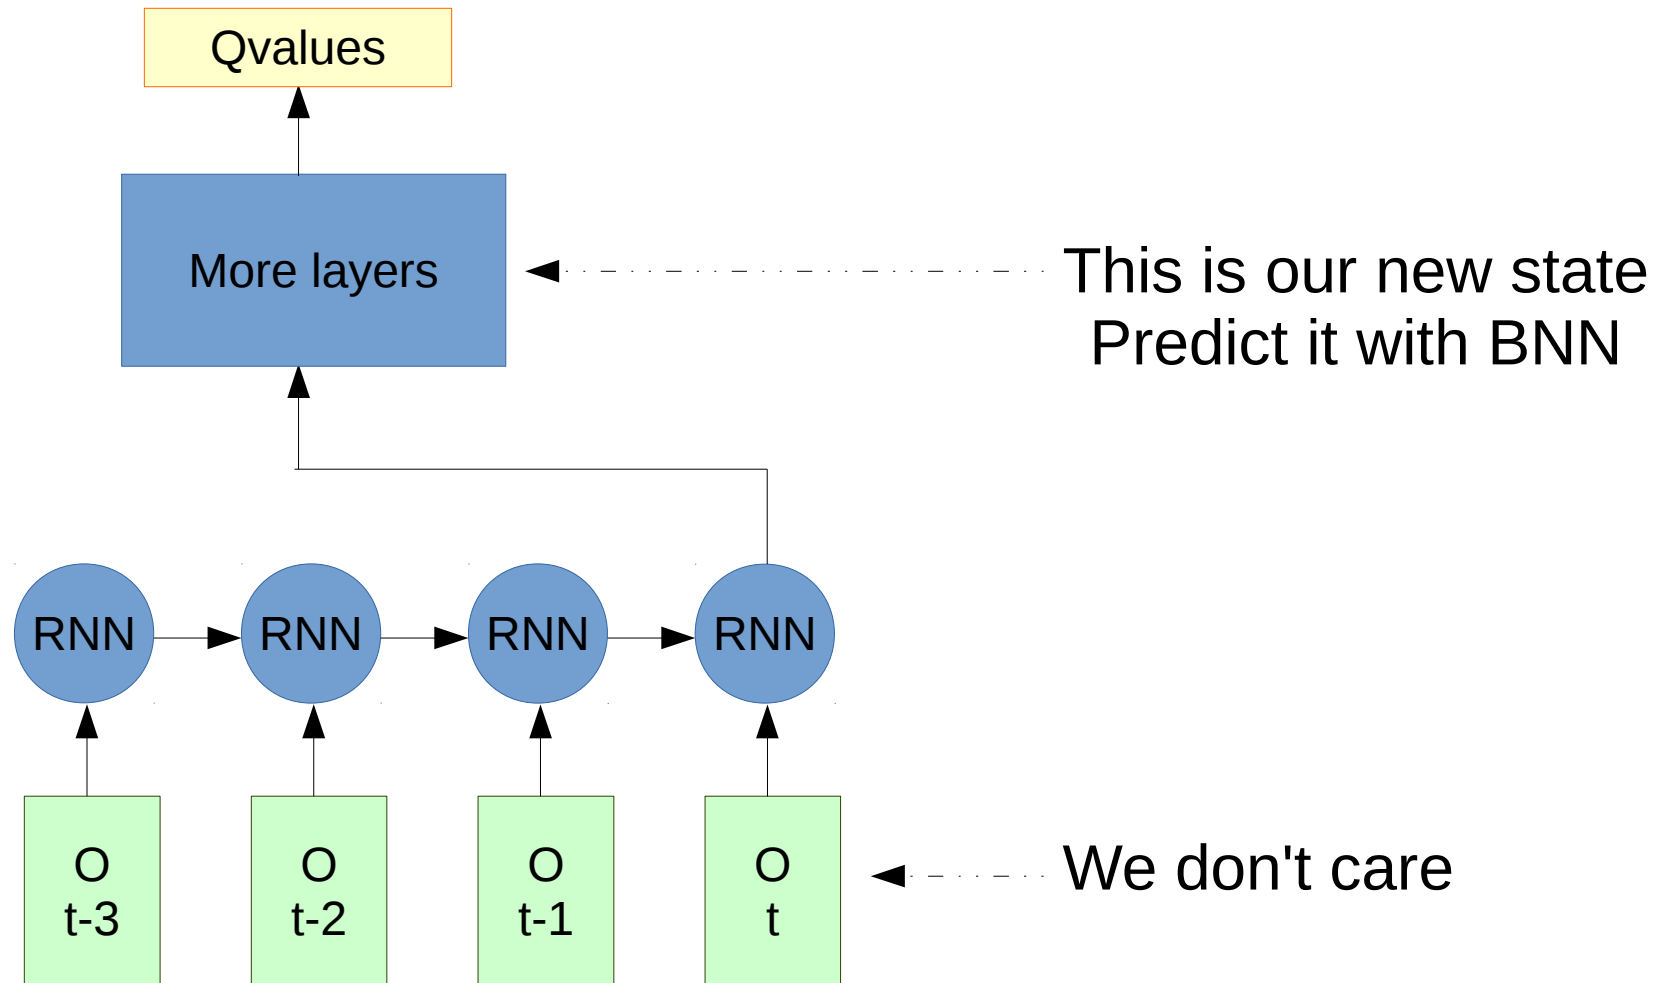 Qvalues
More layers
This is our new state
Predict it with BNN
RNN RNN RNN RNN
O O O O
t-3 t-2 t-1 t
We don't care